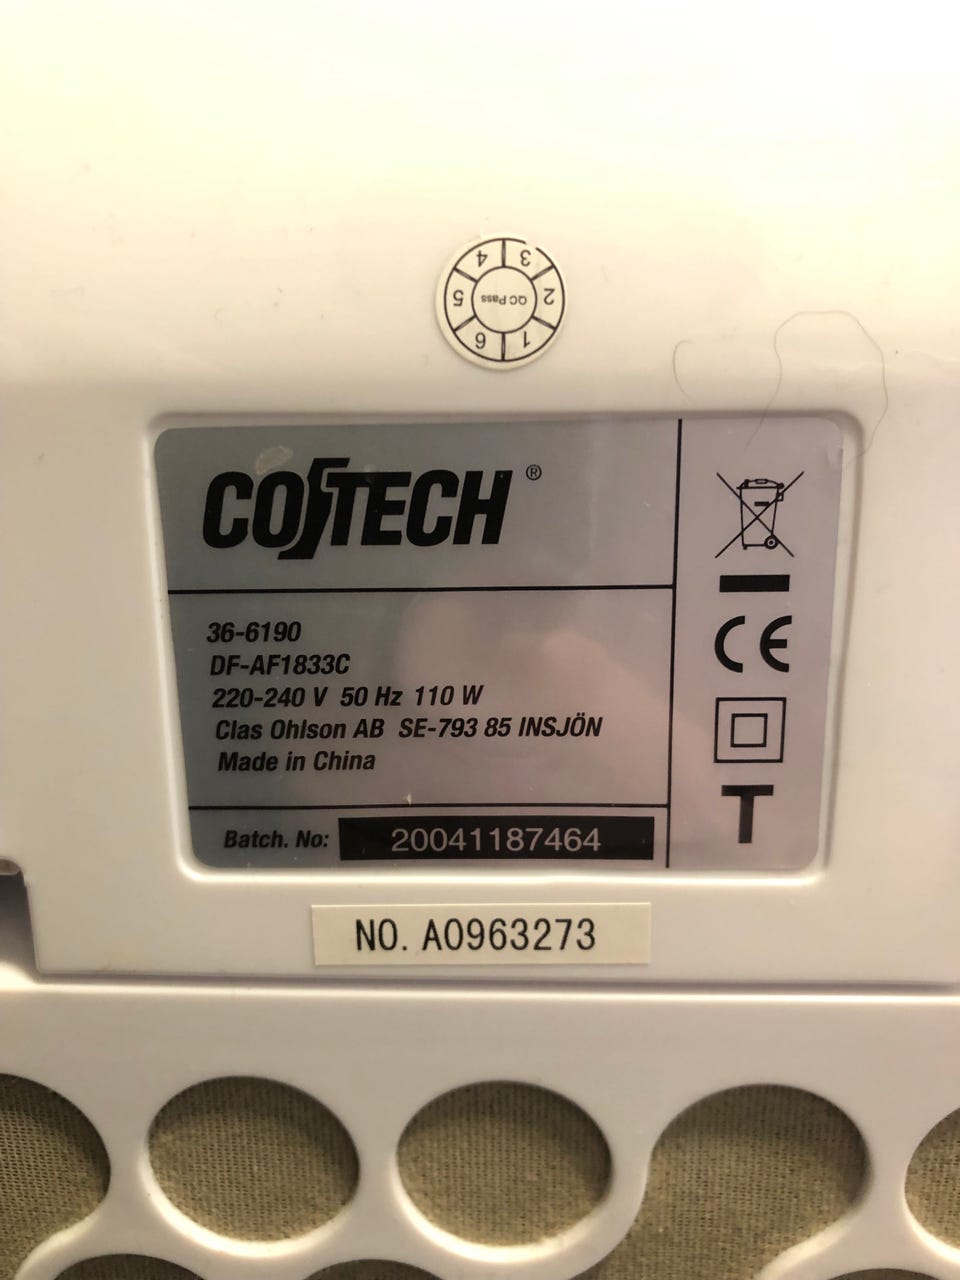 1 2 3 4 5 6
QC Pass
COTECH ®
36-6190
DF-AF1833C
220-240 V 50 Hz 110 W
Clas Ohlson AB SE-793 85 INSJÖN
Made in China
Batch. No: 20041187464
CE
T
NO. A0963273